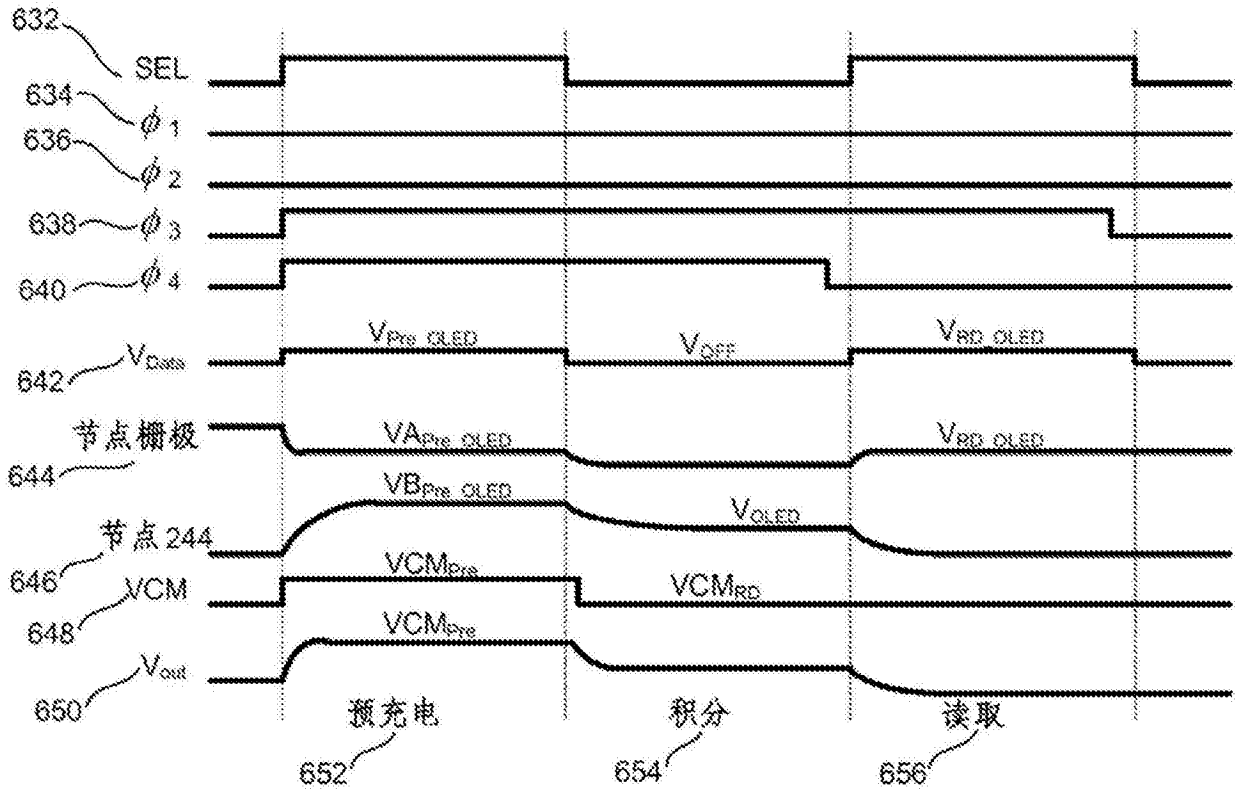 632
SEL
634
ϕ1
636
ϕ2
638 ϕ3
640 ϕ4
VPre_OLED VOFF VRD_OLED
VData
642
节点栅极 VAPre_OLED VRD_OLED
644
VBPre_OLED VOLED
节点244
646
VCMPre
VCM VCMRD
648
VCMPre
Vout
650
预充电 积分 读取
652 654 656